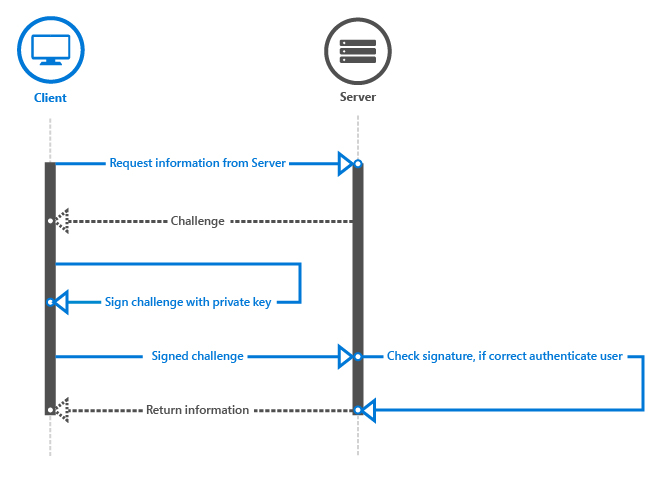 Client
Server
Request information from Server
Challenge
Sign challenge with private key
Signed challenge
Check signature, if correct authenticate user
Return information